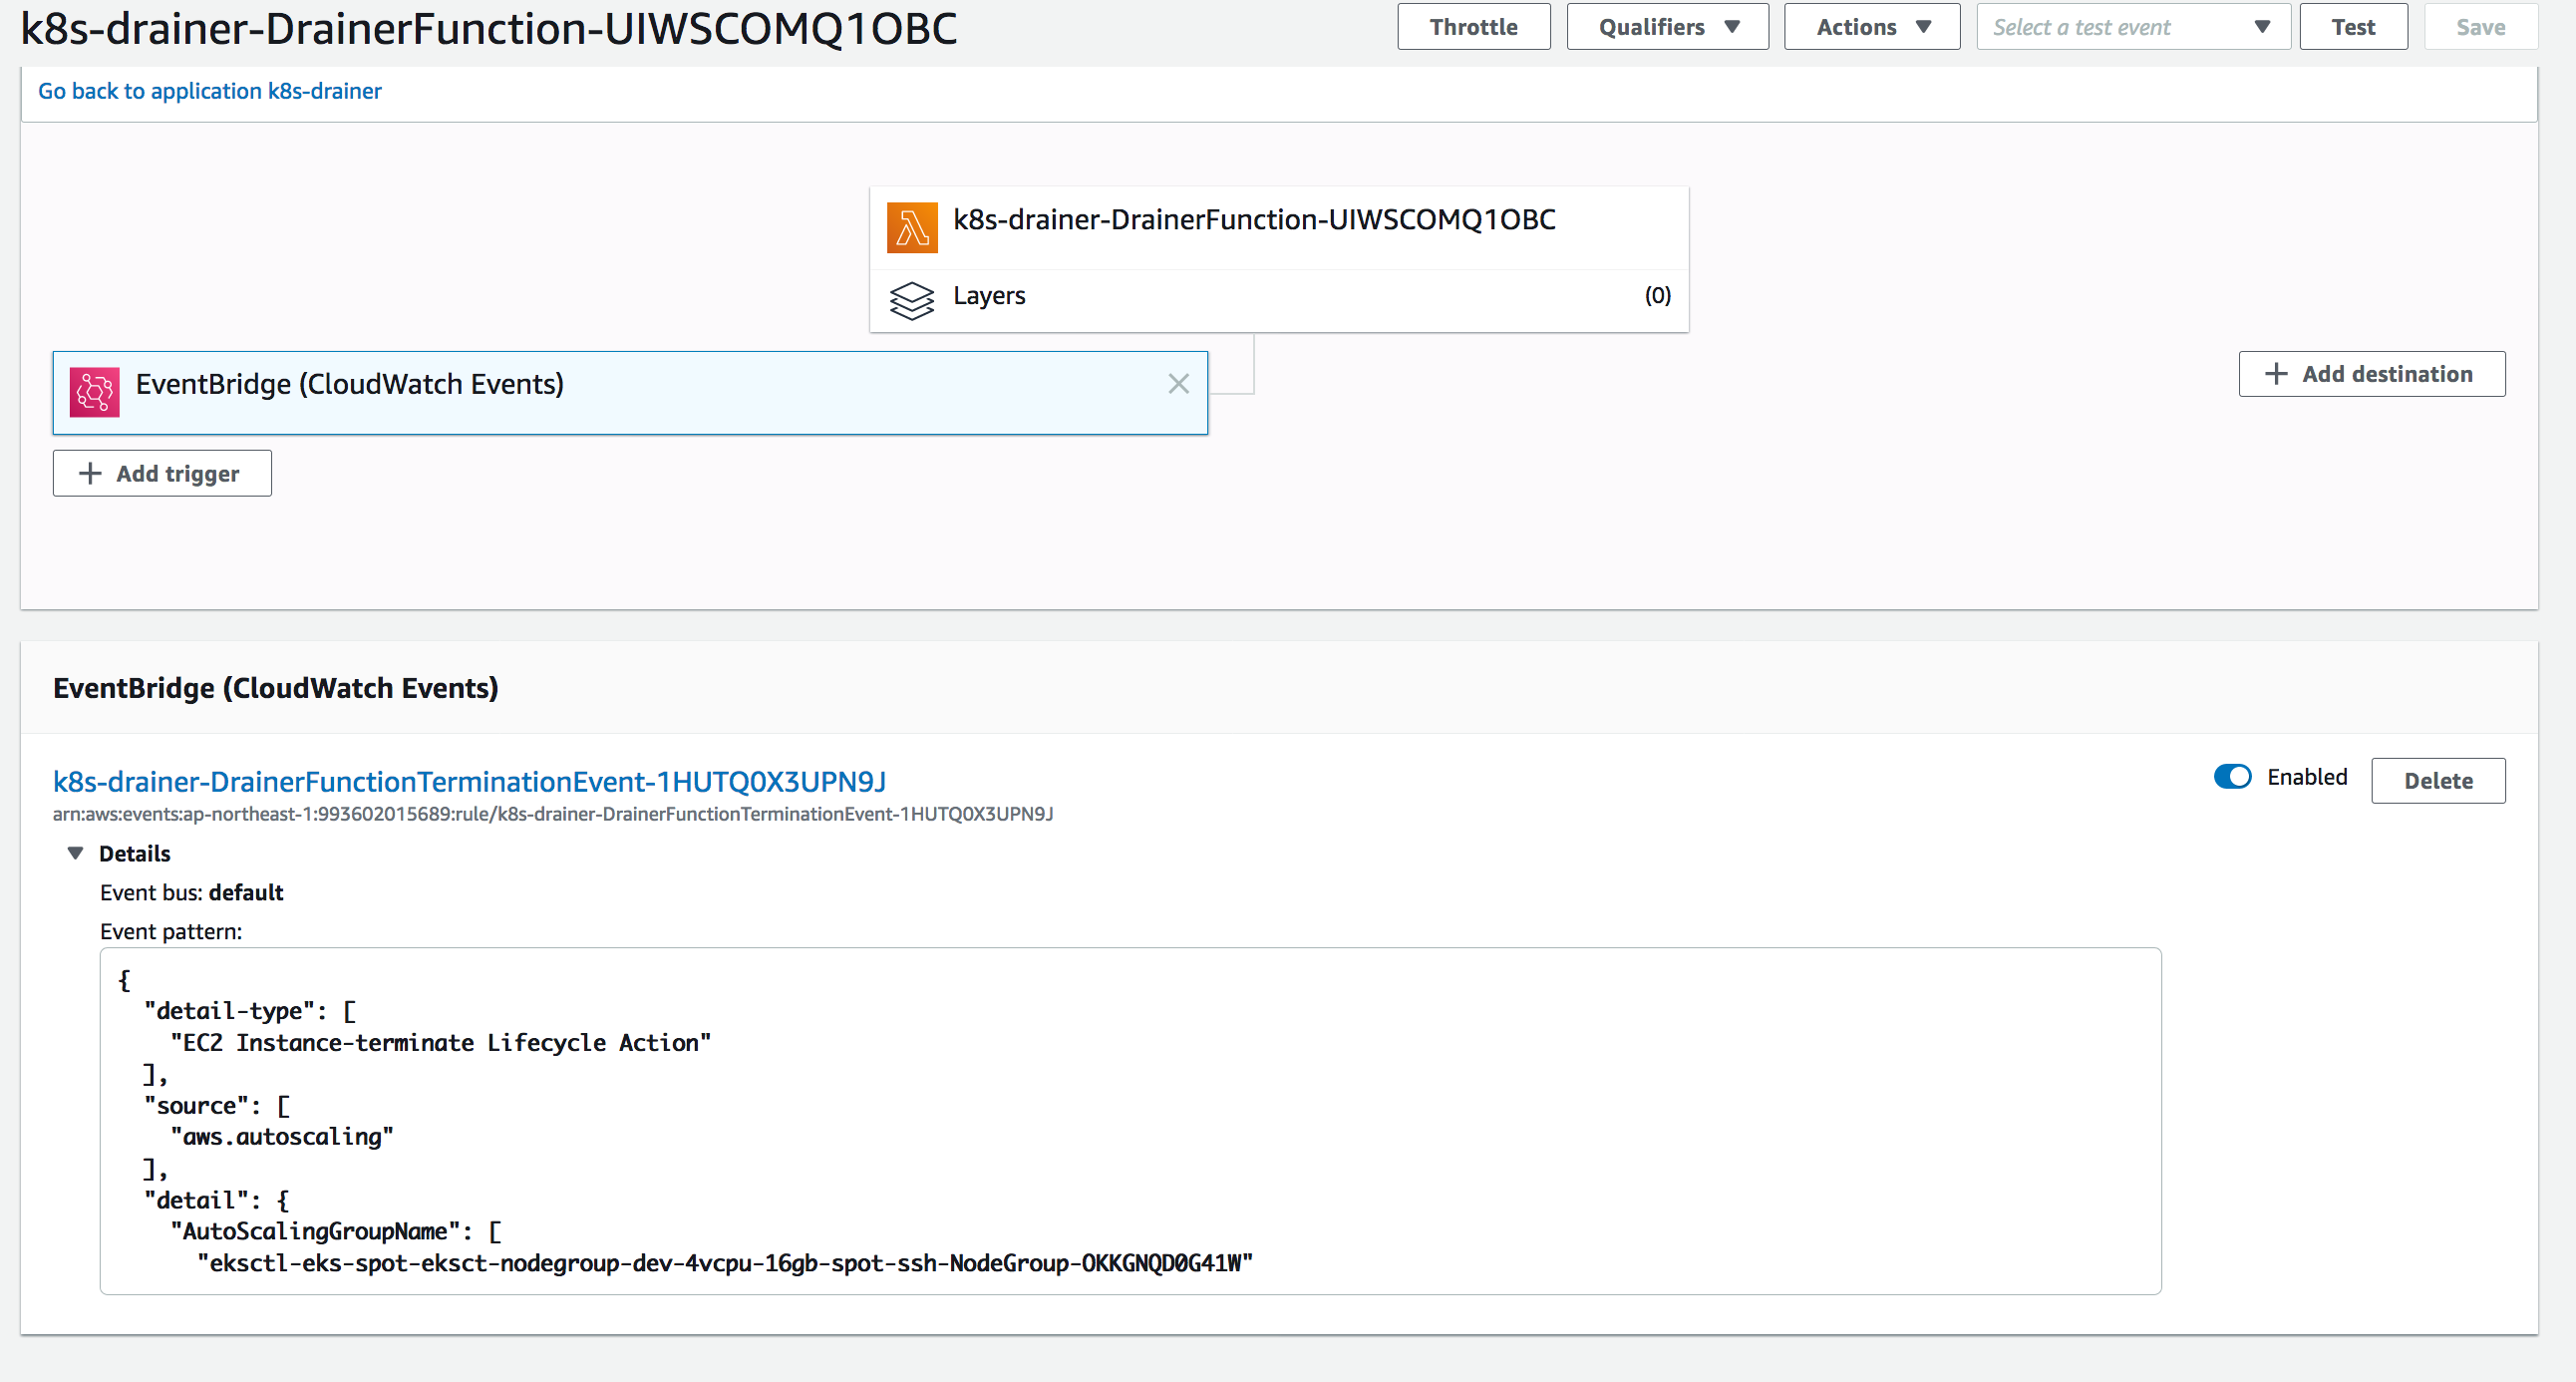 k8s-drainer-DrainerFunction-UIWSCOMQ1OBC
Throttle
Qualifiers
Actions
Select a test event
Test
Save
Go back to application k8s-drainer
k8s-drainer-DrainerFunction-UIWSCOMQ1OBC
Layers
(0)
EventBridge (CloudWatch Events)
Add destination
Add trigger
EventBridge (CloudWatch Events)
k8s-drainer-DrainerFunctionTerminationEvent-1HUTQ0X3UPN9J
Enabled
Delete
arn:aws:events:ap-northeast-1:993602015689:rule/k8s-drainer-DrainerFunctionTerminationEvent-1HUTQ0X3UPN9J
Details
Event bus: default
Event pattern:
{
"detail-type": [
"EC2 Instance-terminate Lifecycle Action"
],
"source": [
"aws.autoscaling"
],
"detail": {
"AutoScalingGroupName": [
"eksctl-eks-spot-eksct-nodegroup-dev-4vcpu-16gb-spot-ssh-NodeGroup-OKKGNQD0G41W"